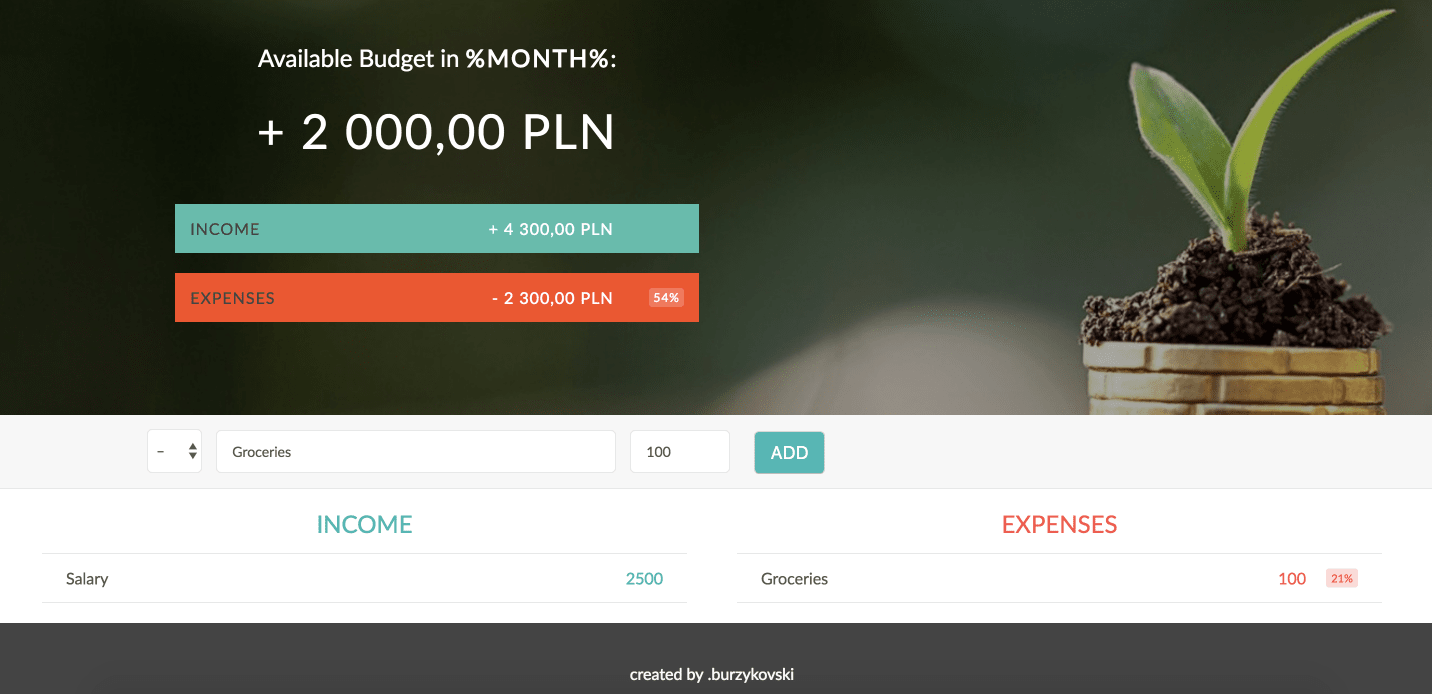 Available Budget in %MONTH%:
+ 2 000,00 PLN
INCOME + 4 300,00 PLN
EXPENSES - 2 300,00 PLN 54%
- Groceries 100 ADD
INCOME
Salary 2500
EXPENSES
Groceries 100 21%
created by .burzykovski